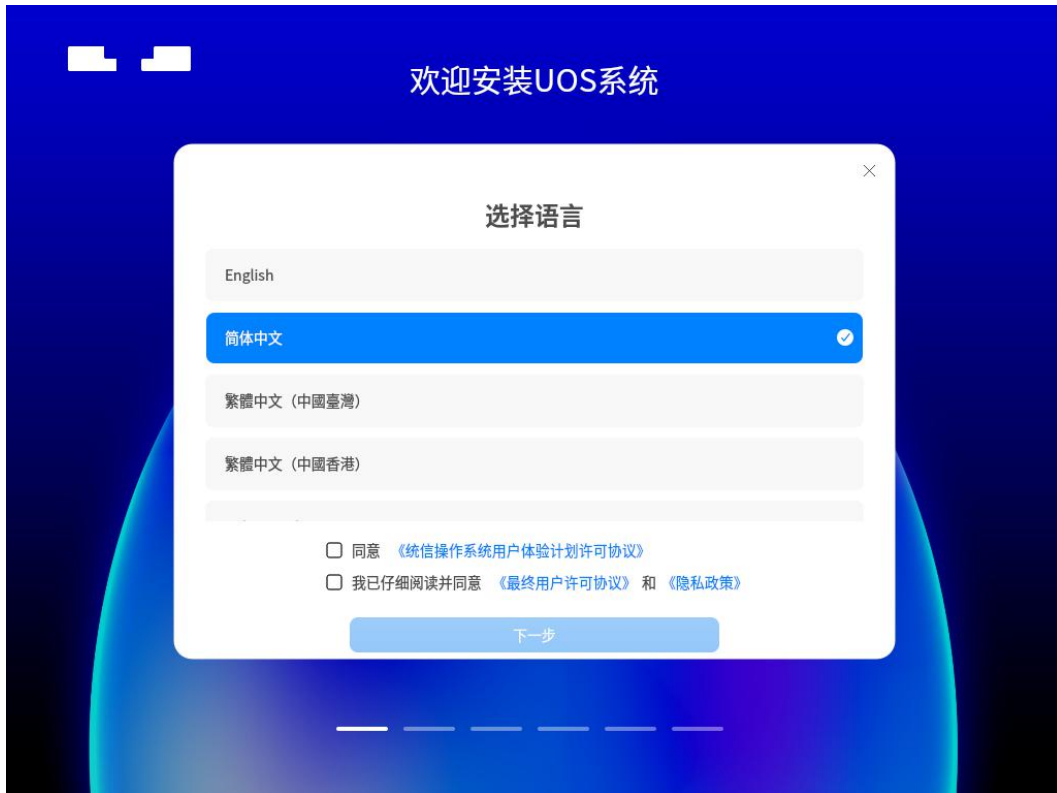 欢迎安装UOS系统
选择语言
English
简体中文
繁體中文（中國臺灣）
繁體中文（中國香港）
同意 《统信操作系统用户体验计划许可协议》
我已仔细阅读并同意 《最终用户许可协议》 和 《隐私政策》
下一步